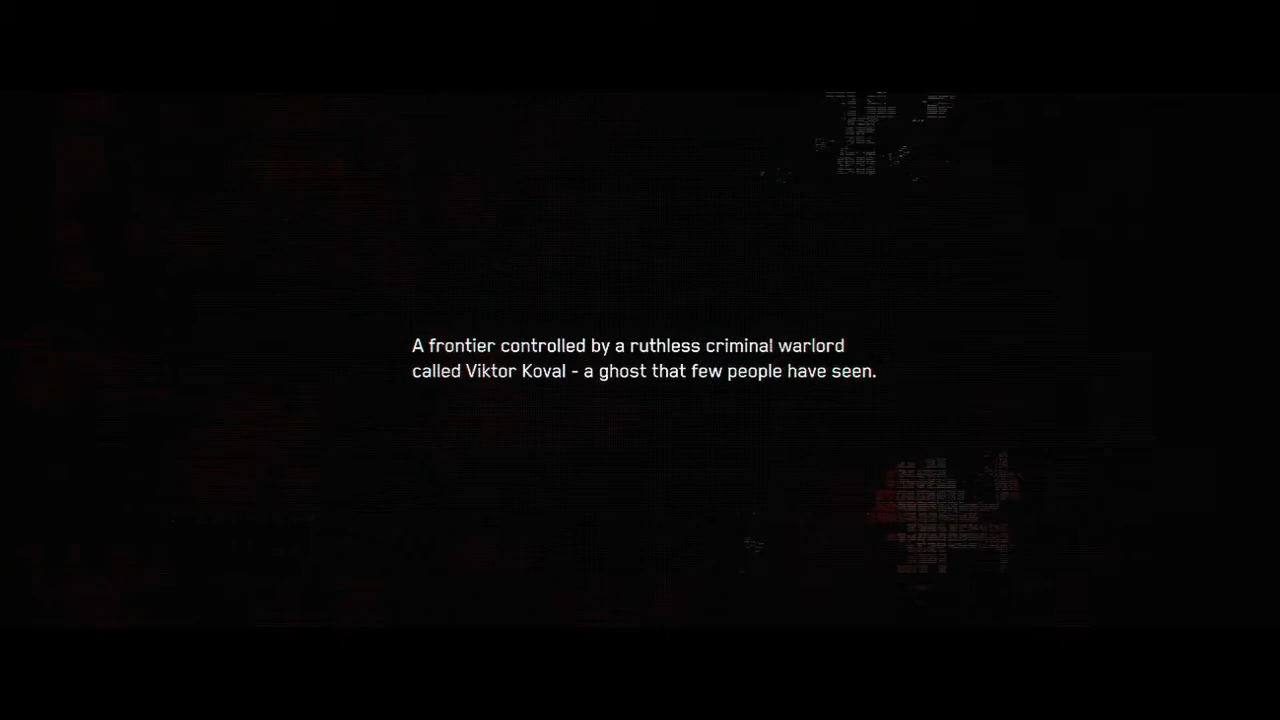 A frontier controlled by a ruthless criminal warlord
called Viktor Koval - a ghost that few people have seen.